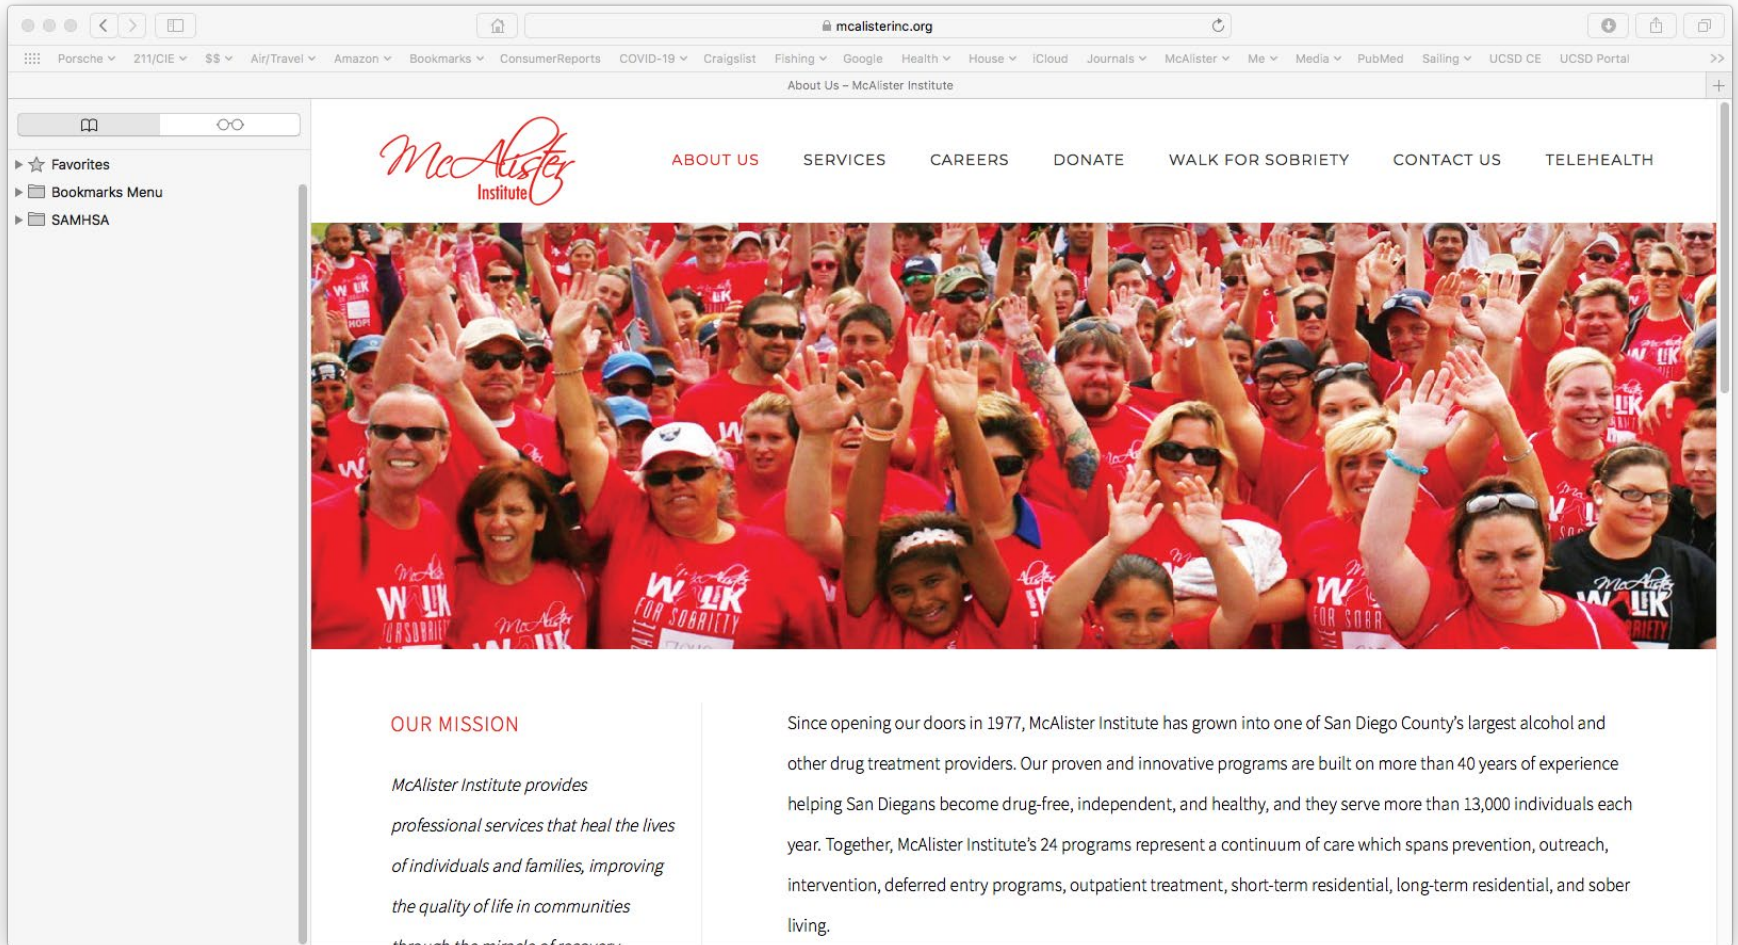 mcalisterinc.org
Porsche 211/CIE $$ Air/Travel Amazon Bookmarks ConsumerReports COVID-19 Craigslist Fishing Google Health House iCloud Journals McAlister Me Media PubMed Sailing UCSD CE UCSD Portal >>
About Us – McAlister Institute
Favorites
Bookmarks Menu
SAMHSA
McAlister
Institute
ABOUT US SERVICES CAREERS DONATE WALK FOR SOBRIETY CONTACT US TELEHEALTH
OUR MISSION
McAlister Institute provides
professional services that heal the lives
of individuals and families, improving
the quality of life in communities
through the miracle of recovery
Since opening our doors in 1977, McAlister Institute has grown into one of San Diego County’s largest alcohol and
other drug treatment providers. Our proven and innovative programs are built on more than 40 years of experience
helping San Diegans become drug-free, independent, and healthy, and they serve more than 13,000 individuals each
year. Together, McAlister Institute’s 24 programs represent a continuum of care which spans prevention, outreach,
intervention, deferred entry programs, outpatient treatment, short-term residential, long-term residential, and sober
living.